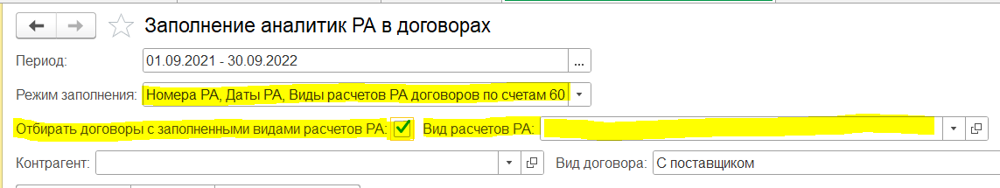 Заполнение аналитик РА в договорах
Период: 01.09.2021 - 30.09.2022 ...
Режим заполнения: Номера РА, Даты РА, Виды расчетов РА договоров по счетам 60
Отбирать договоры с заполненными видами расчетов РА: Вид расчетов РА:
Контрагент: Вид договора: С поставщиком